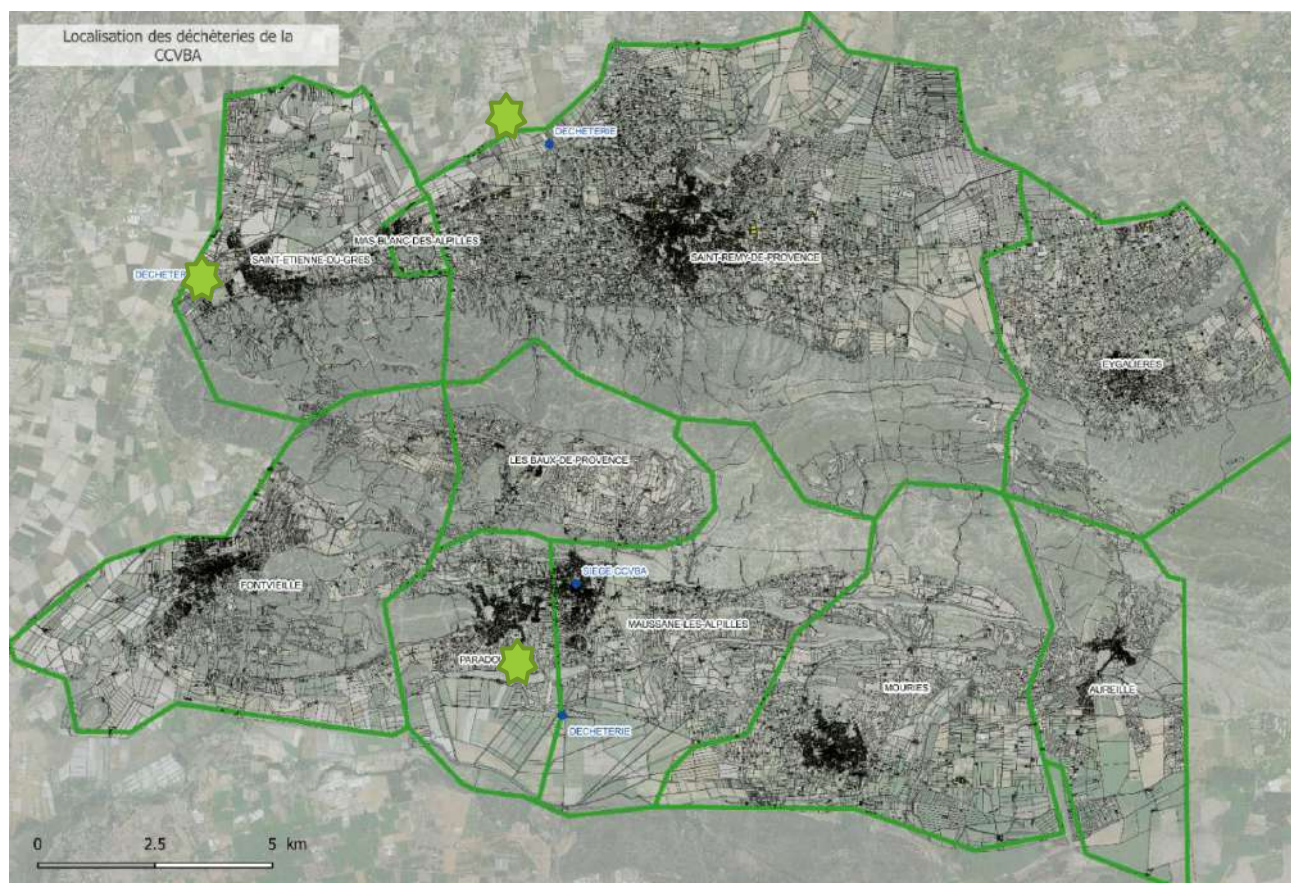 Localisation des déchèteries de la
CCVBA
DECHETERIE
MAS-BLANC-DES-ALPILLES
SAINT-ETIENNE-DU-GRES
SAINT-REMY-DE-PROVENCE
DECHETE
EYGALIERES
LES BAUX-DE-PROVENCE
SIEGE CCVBA
FONTVIEILLE
MAUSSANE-LES-ALPILLES
PARADO
MOURIES
AUREILLE
DECHETERIE
0 2.5 5 km